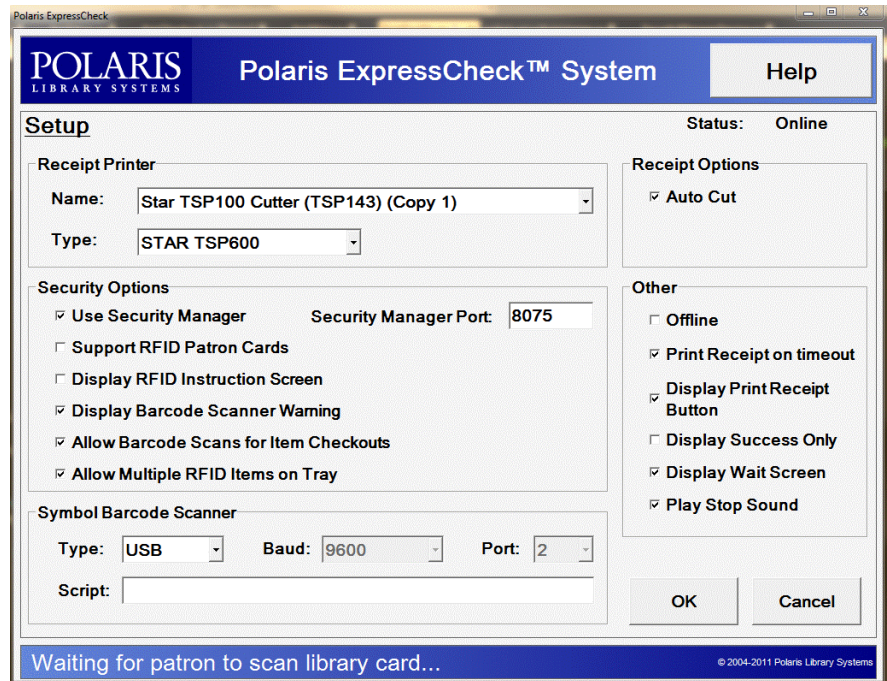 Polaris ExpressCheck
POLARIS
LIBRARY SYSTEMS
Polaris ExpressCheck™ System
Help
Setup
Status: Online
Receipt Printer
Name: Star TSP100 Cutter (TSP143) (Copy 1)
Type: STAR TSP600
Receipt Options
Auto Cut
Security Options
Use Security Manager
Security Manager Port: 8075
Support RFID Patron Cards
Display RFID Instruction Screen
Display Barcode Scanner Warning
Allow Barcode Scans for Item Checkouts
Allow Multiple RFID Items on Tray
Other
Offline
Print Receipt on timeout
Display Print Receipt
Button
Display Success Only
Display Wait Screen
Play Stop Sound
Symbol Barcode Scanner
Type: USB Baud: 9600 Port: 2
Script:
OK
Cancel
Waiting for patron to scan library card...
© 2004-2011 Polaris Library Systems